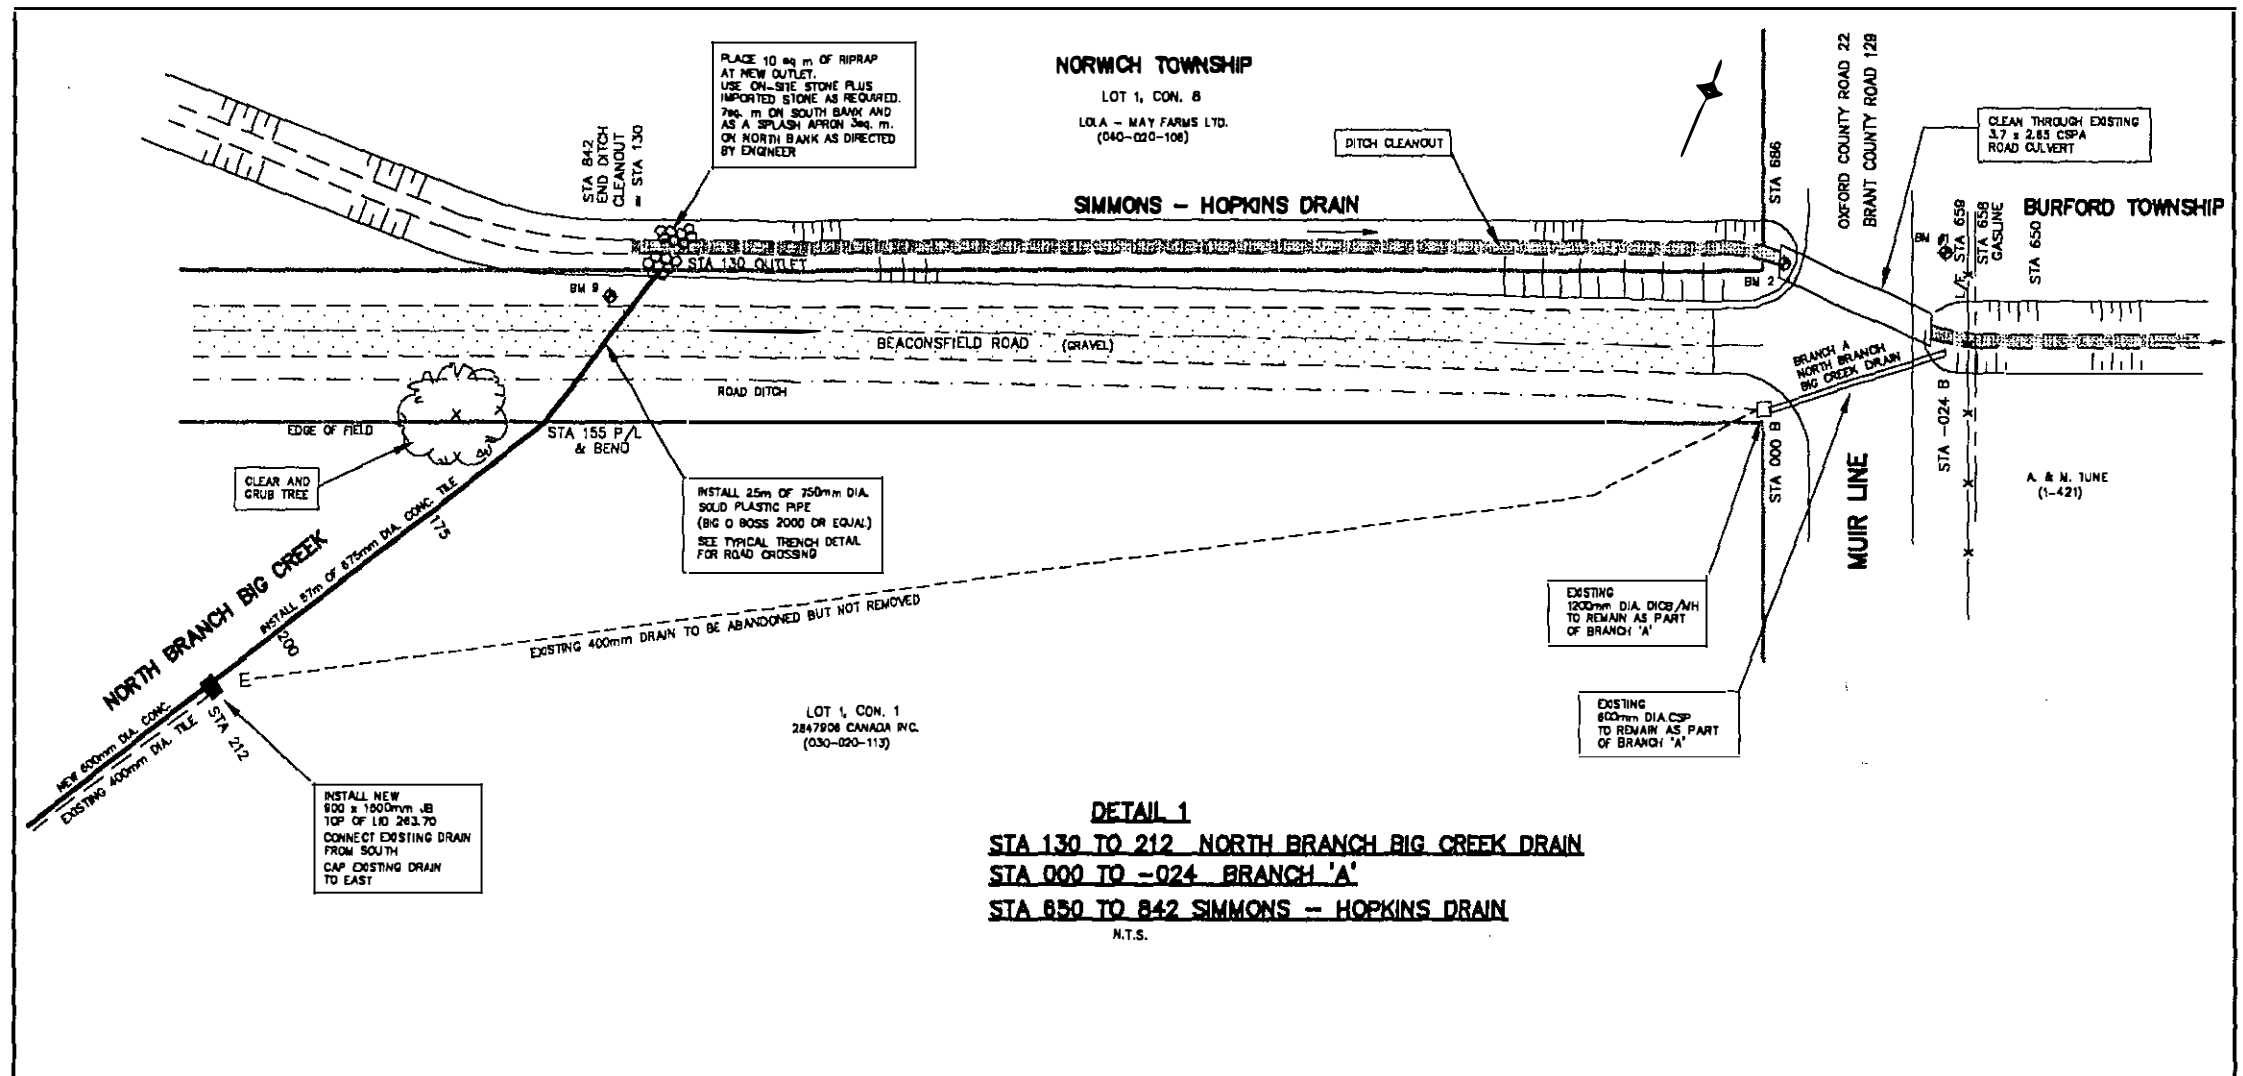 PLACE 10 sq m OF RIPRAP
AT NEW OUTLET.
USE ON-SITE STONE PLUS
IMPORTED STONE AS REQUIRED.
7sq. m ON SOUTH BANK AND
AS A SPLASH APRON 3sq. m.
ON NORTH BANK AS DIRECTED
BY ENGINEER
NORWICH TOWNSHIP
LOT 1, CON. 8
LOLA - MAY FARMS LTD.
(040-020-108)
STA 842
END DITCH
CLEANOUT
= STA 130
DITCH CLEANOUT
STA 686
OXFORD COUNTY ROAD 22
BRANT COUNTY ROAD 129
CLEAN THROUGH EXISTING
3.7 x 2.65 CSPA
ROAD CULVERT
SIMMONS - HOPKINS DRAIN
BURFORD TOWNSHIP
BM
L/F STA 659
STA 658
GASLINE
STA 650
STA 130 OUTLET
BM 9
BM 2
BEACONSFIELD ROAD (GRAVEL)
BRANCH A
NORTH BRANCH
BIG CREEK DRAIN
ROAD DITCH
EDGE OF FIELD
STA 155 P/L
& BEND
STA 000 B
STA -024 B
MUIR LINE
A. & N. TUNE
(1-421)
CLEAR AND
GRUB TREE
INSTALL 25m OF 750mm DIA.
SOLID PLASTIC PIPE
(BIG O BOSS 2000 OR EQUAL)
SEE TYPICAL TRENCH DETAIL
FOR ROAD CROSSING
NORTH BRANCH BIG CREEK
INSTALL 57m OF 675mm DIA. CONC. TILE
175
200
EXISTING 400mm DRAIN TO BE ABANDONED BUT NOT REMOVED
E
EXISTING
1200mm DIA. DICB/MH
TO REMAIN AS PART
OF BRANCH 'A'
EXISTING
600mm DIA.CSP
TO REMAIN AS PART
OF BRANCH 'A'
NEW 600mm DIA. CONC.
EXISTING 400mm DIA. TILE
STA 212
LOT 1, CON. 1
2847906 CANADA INC.
(030-020-113)
INSTALL NEW
900 x 1600mm JB
TOP OF LID 263.70
CONNECT EXISTING DRAIN
FROM SOUTH
CAP EXISTING DRAIN
TO EAST
DETAIL 1
STA 130 TO 212 NORTH BRANCH BIG CREEK DRAIN
STA 000 TO -024 BRANCH 'A'
STA 650 TO 842 SIMMONS - HOPKINS DRAIN
N.T.S.